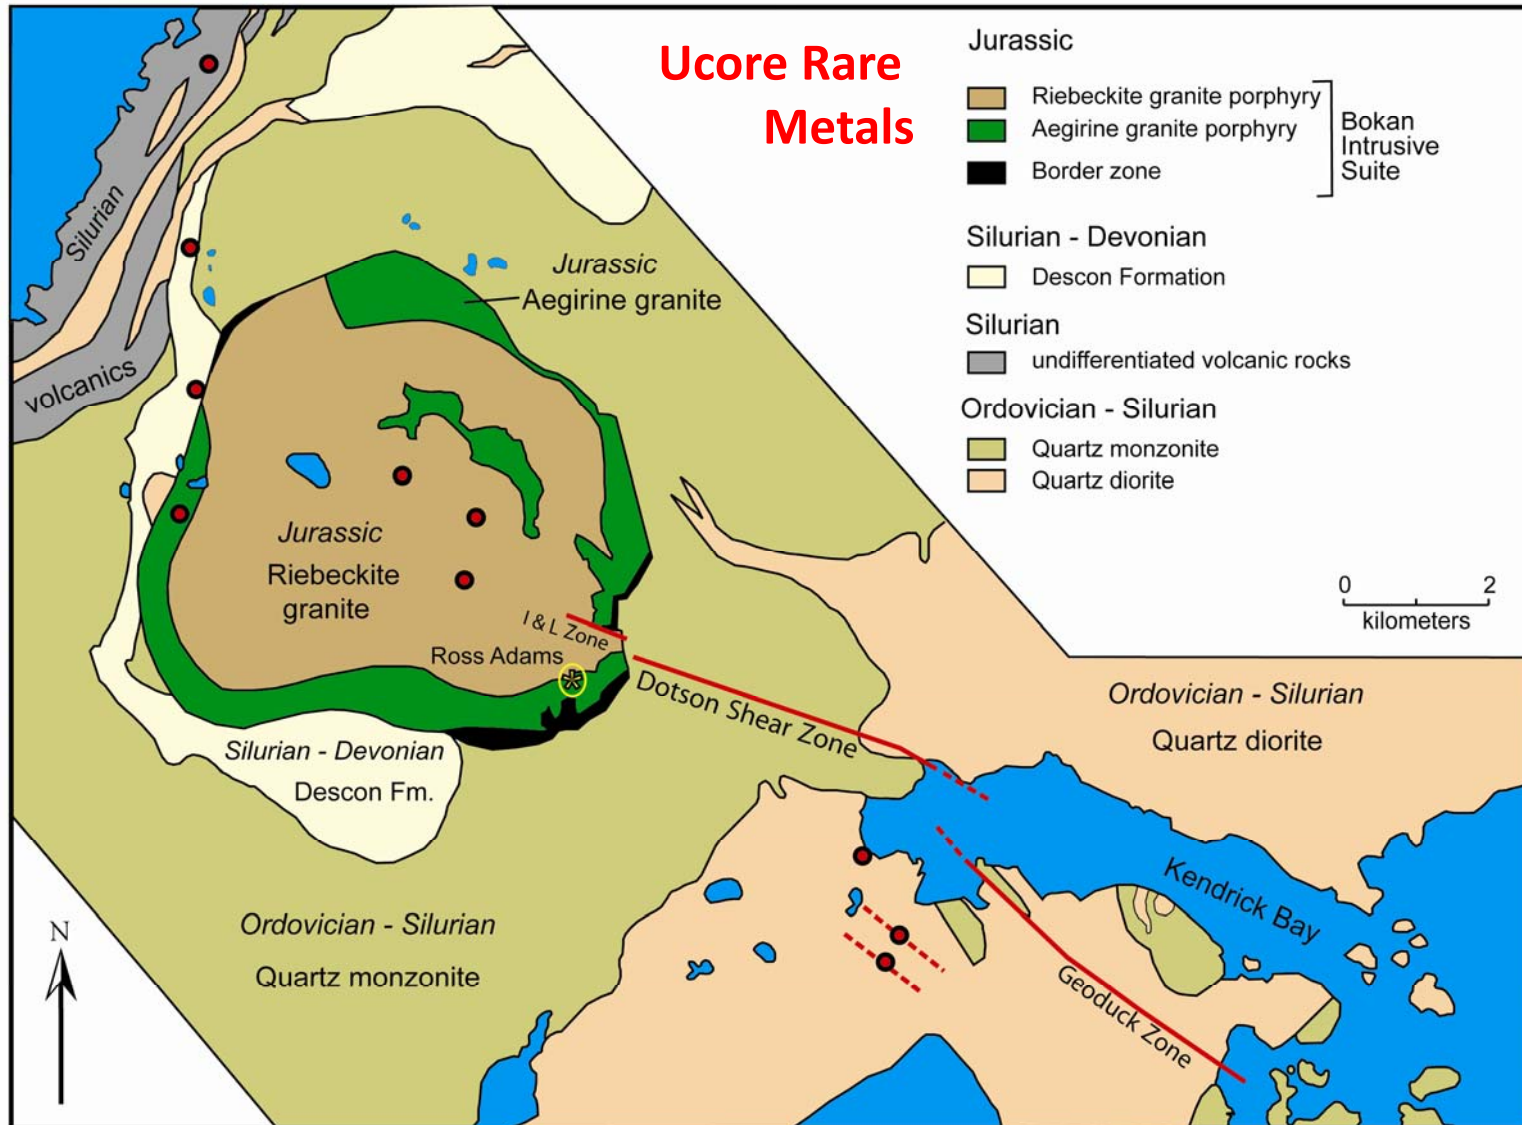 Ucore Rare
Metals
Jurassic
Riebeckite granite porphyry
Aegirine granite porphyry
Border zone
Bokan
Intrusive
Suite
Silurian - Devonian
Descon Formation
Silurian
undifferentiated volcanic rocks
Ordovician - Silurian
Quartz monzonite
Quartz diorite
0 2
kilometers
Silurian
volcanics
Jurassic
Aegirine granite
Jurassic
Riebeckite
granite
I & L Zone
Ross Adams
Dotson Shear Zone
Silurian - Devonian
Descon Fm.
Ordovician - Silurian
Quartz diorite
Kendrick Bay
Geoduck Zone
Ordovician - Silurian
Quartz monzonite
N